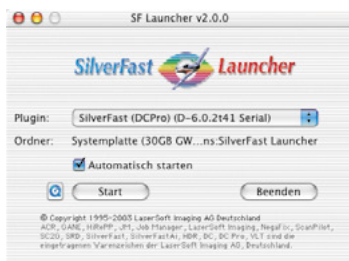 SF Launcher v2.0.0
SilverFast Launcher
Plugin: SilverFast (DCPro) (D-6.0.2t41 Serial)
Ordner: Systemplatte (30GB GW...ns:SilverFast Launcher
Automatisch starten
Start Beenden
© Copyright 1995-2003 LaserSoft Imaging AG Deutschland
ACR, GANE, HiRePP, JM, Job Manager, LaserSoft Imaging, NegaFix, ScanPilot,
SC2G, SRD, SilverFast, SilverFastAi, HDR, DC, DC Pro, VLT sind die
eingetragenen Warenzeichen der LaserSoft Imaging AG, Deutschland.